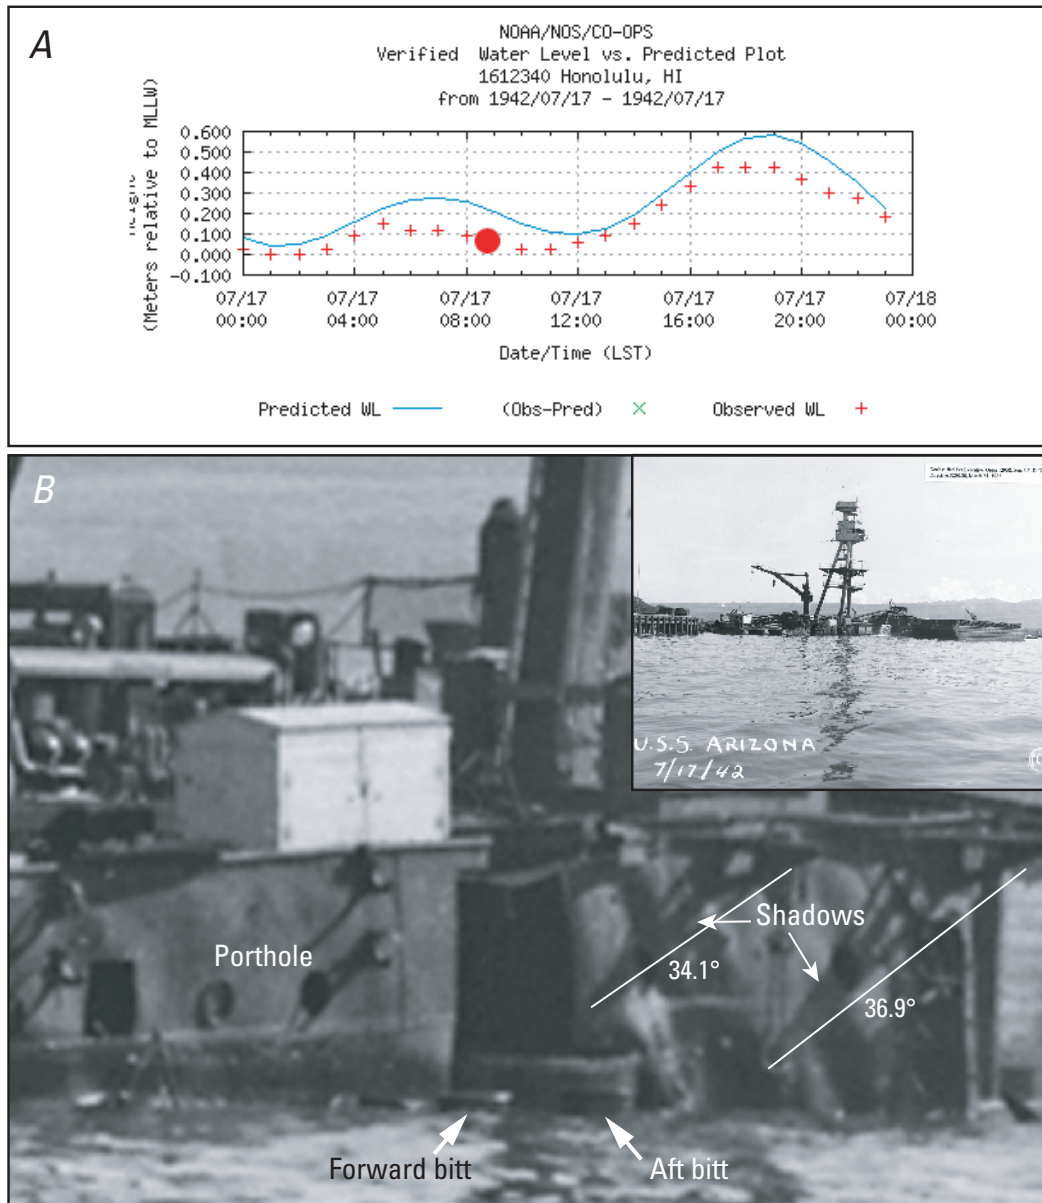 A
NOAA/NOS/CO-OPS
Verified Water Level vs. Predicted Plot
1612340 Honolulu, HI
from 1942/07/17 - 1942/07/17
(Meters relative to MLLW)
0.600
0.500
0.400
0.300
0.200
0.100
0.000
-0.100
07/17 07/17 07/17 07/17 07/17 07/17 07/18
00:00 04:00 08:00 12:00 16:00 20:00 00:00
Date/Time (LST)
Predicted WL (Obs-Pred) Observed WL
B
U.S.S. ARIZONA
7/17/42
Shadows
Porthole
34.1°
36.9°
Forward bitt
Aft bitt